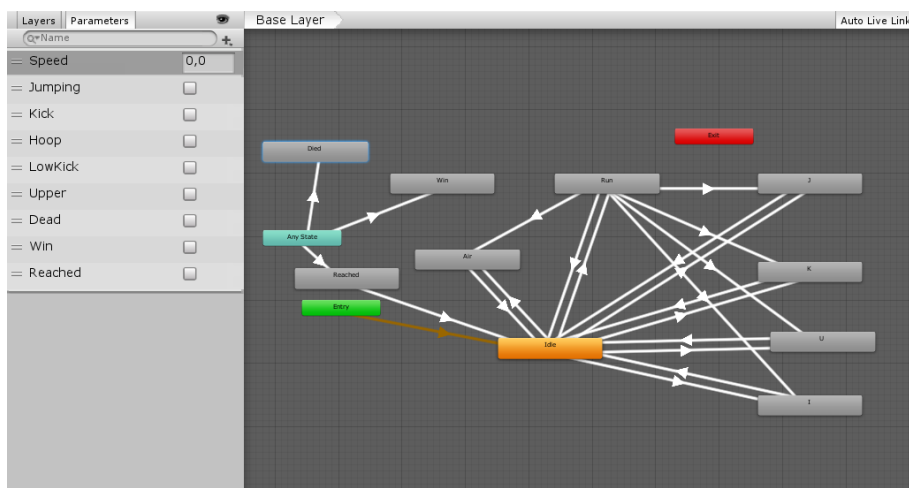 Layers Parameters
Base Layer
Auto Live Link
Name
Speed 0,0
Jumping
Kick
Hoop
LowKick
Upper
Dead
Win
Reached
Exit
Died
Win
Run
J
Any State
Air
Reached
K
Entry
Idle
U
I